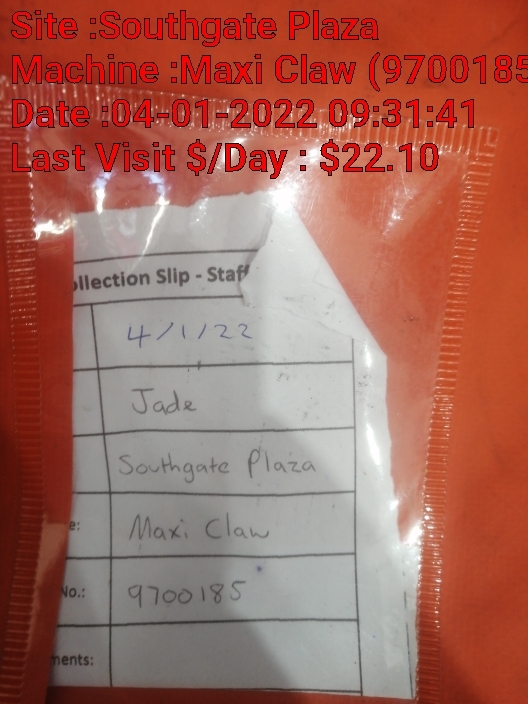 Site :Southgate Plaza
Machine :Maxi Claw (9700185
Date :04-01-2022 09:31:41
Last Visit $/Day : $22.10
ollection Slip - Staff
4/1/22
Jade
Southgate Plaza
e: Maxi Claw
No.: 9700185
ments: